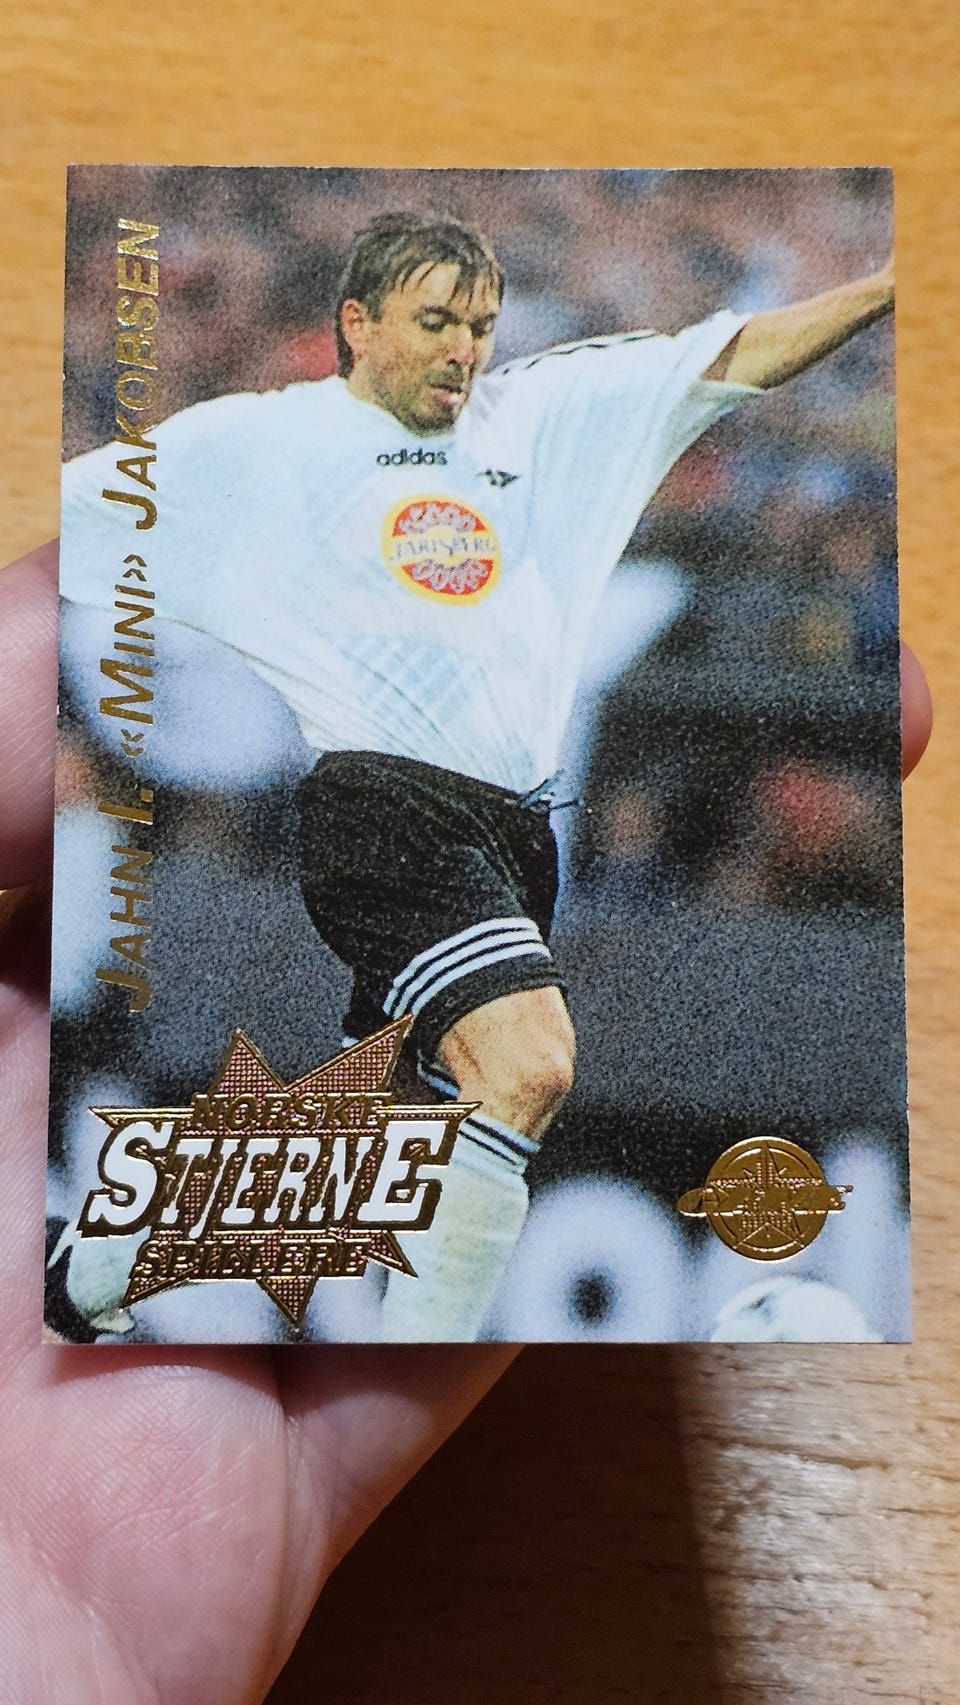 JAHN I. «MINI» JAKOBSEN
adidas
JARLSBERG
NORSKE
STJERNE
SPILLERE